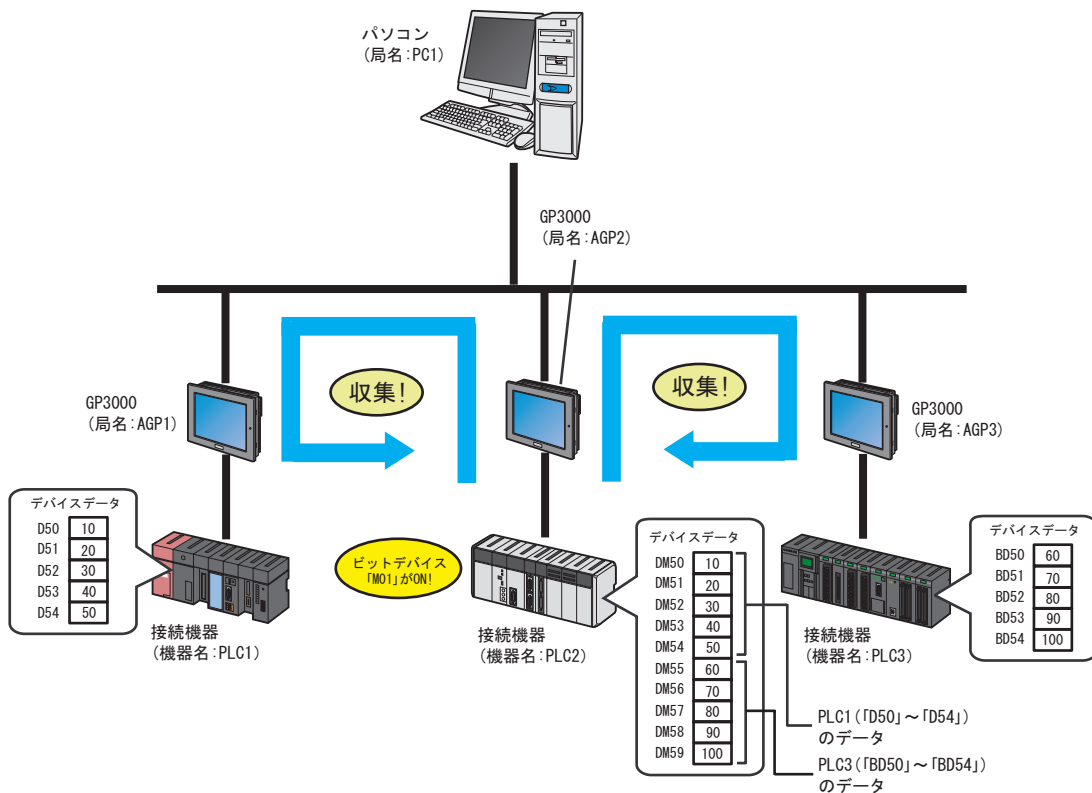 パソコン
(局名:PC1)
GP3000
(局名:AGP2)
収集!
収集!
GP3000
(局名:AGP1)
GP3000
(局名:AGP3)
デバイスデータ
D50 10
D51 20
D52 30
D53 40
D54 50
接続機器
(機器名:PLC1)
ビットデバイス
「M01」がON!
接続機器
(機器名:PLC2)
デバイスデータ
DM50 10
DM51 20
DM52 30
DM53 40
DM54 50
DM55 60
DM56 70
DM57 80
DM58 90
DM59 100
接続機器
(機器名:PLC3)
デバイスデータ
BD50 60
BD51 70
BD52 80
BD53 90
BD54 100
PLC1(「D50」~「D54」)
のデータ
PLC3(「BD50」~「BD54」)
のデータ